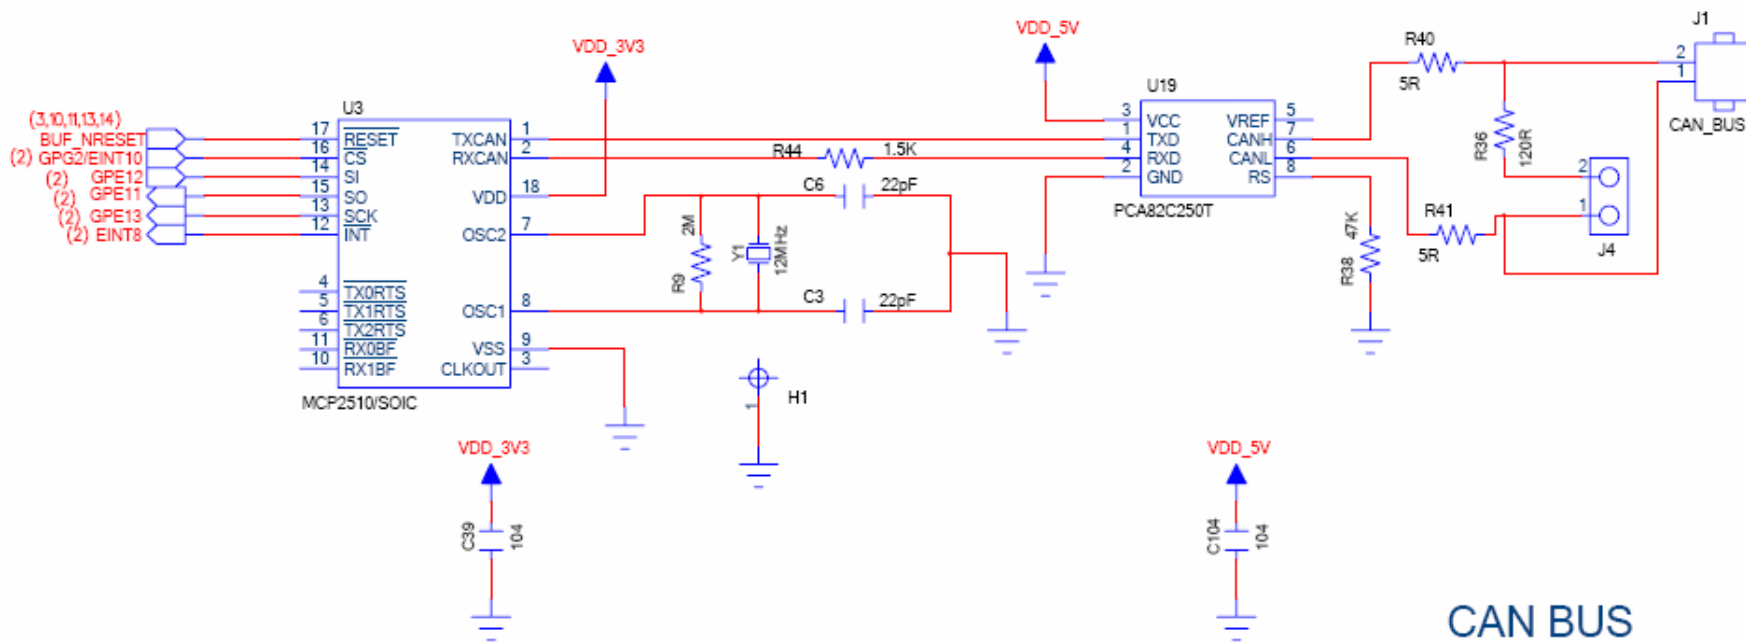 VDD_3V3
VDD_5V
J1
R40
5R
2
1
CAN_BUS
U3
(3,10,11,13,14)
BUF_NRESET
17
RESET
TXCAN
1
(2) GPG2/EINT10
16
CS
RXCAN
2
(2) GPE12
14
SI
(2) GPE11
15
SO
VDD
18
(2) GPE13
13
SCK
(2) EINT8
12
INT
OSC2
7
4
TX0RTS
5
TX1RTS
OSC1
8
6
TX2RTS
11
RX0BF
VSS
9
10
RX1BF
CLKOUT
3
MCP2510/SOIC
R44
1.5K
C6
22pF
2M
R9
Y1
12MHz
C3
22pF
H1
1
U19
3
VCC
VREF
5
1
TXD
CANH
7
4
RXD
CANL
6
2
GND
RS
8
PCA82C250T
R36
120R
2
1
J4
R41
5R
47K
R38
VDD_3V3
C39
104
VDD_5V
C104
104
CAN BUS